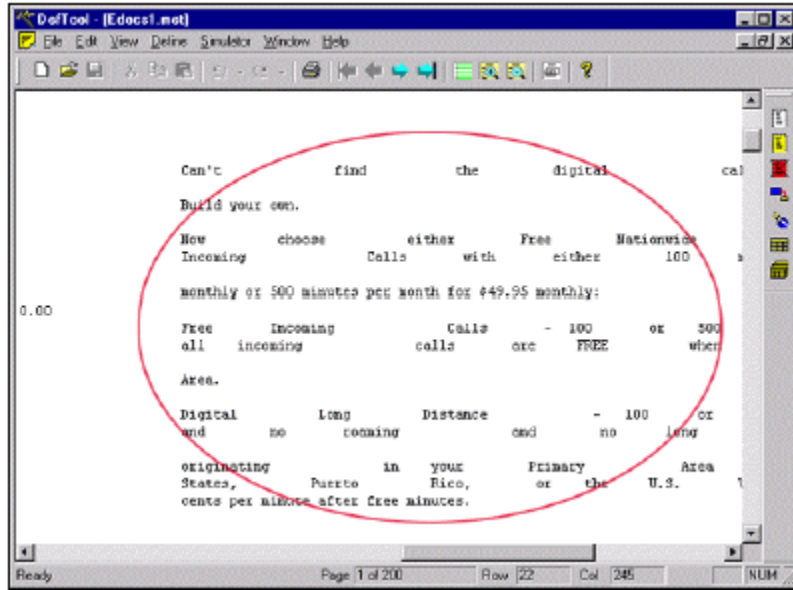 DefTool - [Edocs1.mot]
File Edit View Define Simulator Window Help
Can't find the digital cal
Build your own.
Now choose either Free Nationwide
Incoming Calls with either 100
monthly or 500 minutes per month for $49.95 monthly:
0.00
Free Incoming Calls - 100 or 500
all incoming calls are FREE when
Area.
Digital Long Distance - 100 or
and no roaming and no long
originating in your Primary Area
States, Puerto Rico, or the U.S.
cents per minute after free minutes.
Ready Page 1 of 200 Row 22 Col 245 NUM